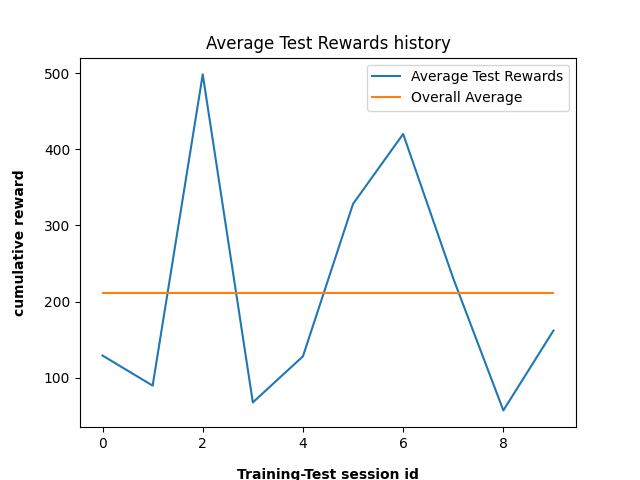 Average Test Rewards history
Average Test Rewards
Overall Average
500
400
300
200
100
cumulative reward
0 2 4 6 8
Training-Test session id